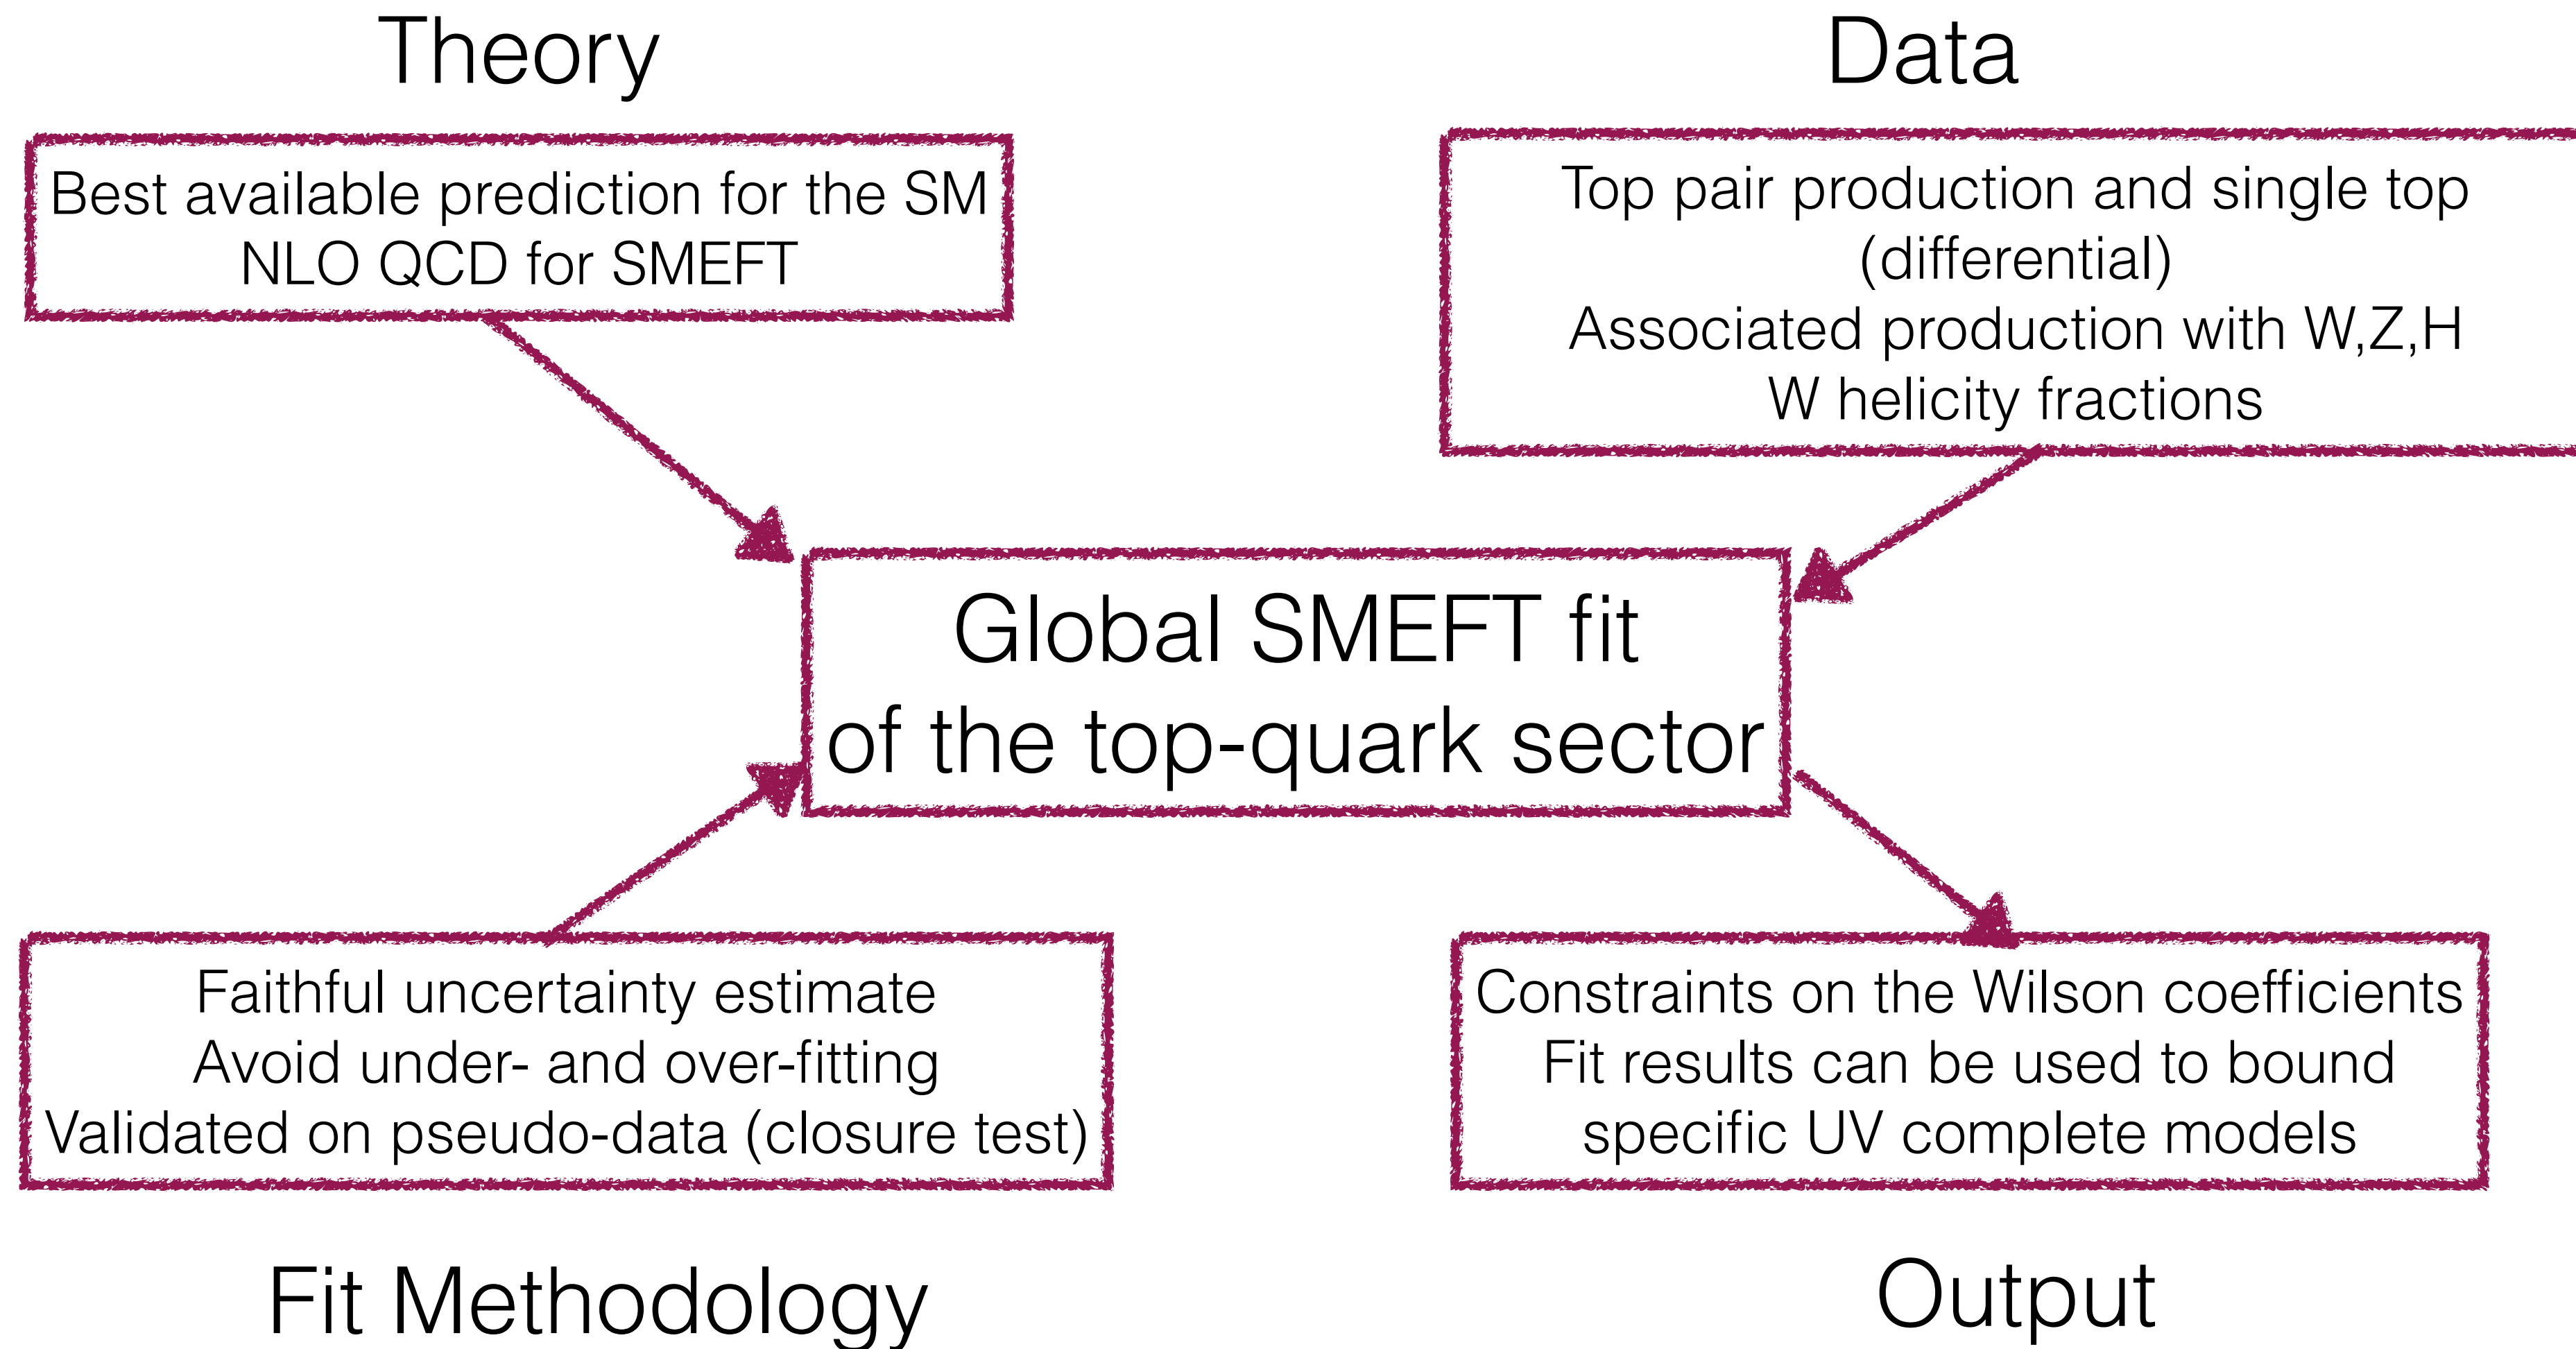 Theory
Best available prediction for the SM
NLO QCD for SMEFT
Data
Top pair production and single top
(differential)
Associated production with W,Z,H
W helicity fractions
Global SMEFT fit
of the top-quark sector
Faithful uncertainty estimate
Avoid under- and over-fitting
Validated on pseudo-data (closure test)
Fit Methodology
Constraints on the Wilson coefficients
Fit results can be used to bound
specific UV complete models
Output